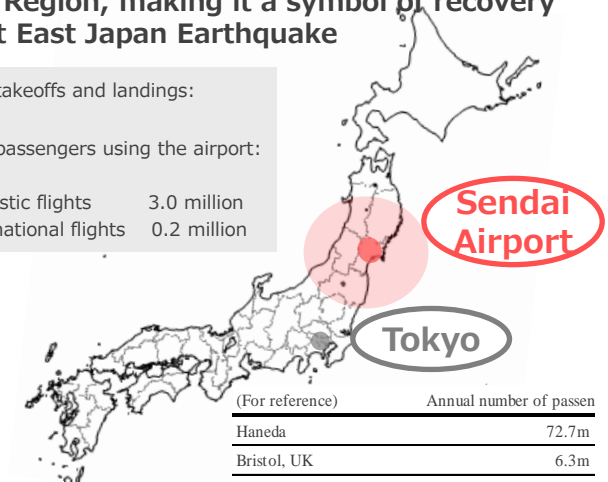 Region, making it a symbol of recovery
t East Japan Earthquake
takeoffs and landings:
passengers using the airport:
stic flights 3.0 million
national flights 0.2 million
Sendai
Airport
Tokyo
(For reference) Annual number of passen
Haneda 72.7m
Bristol, UK 6.3m